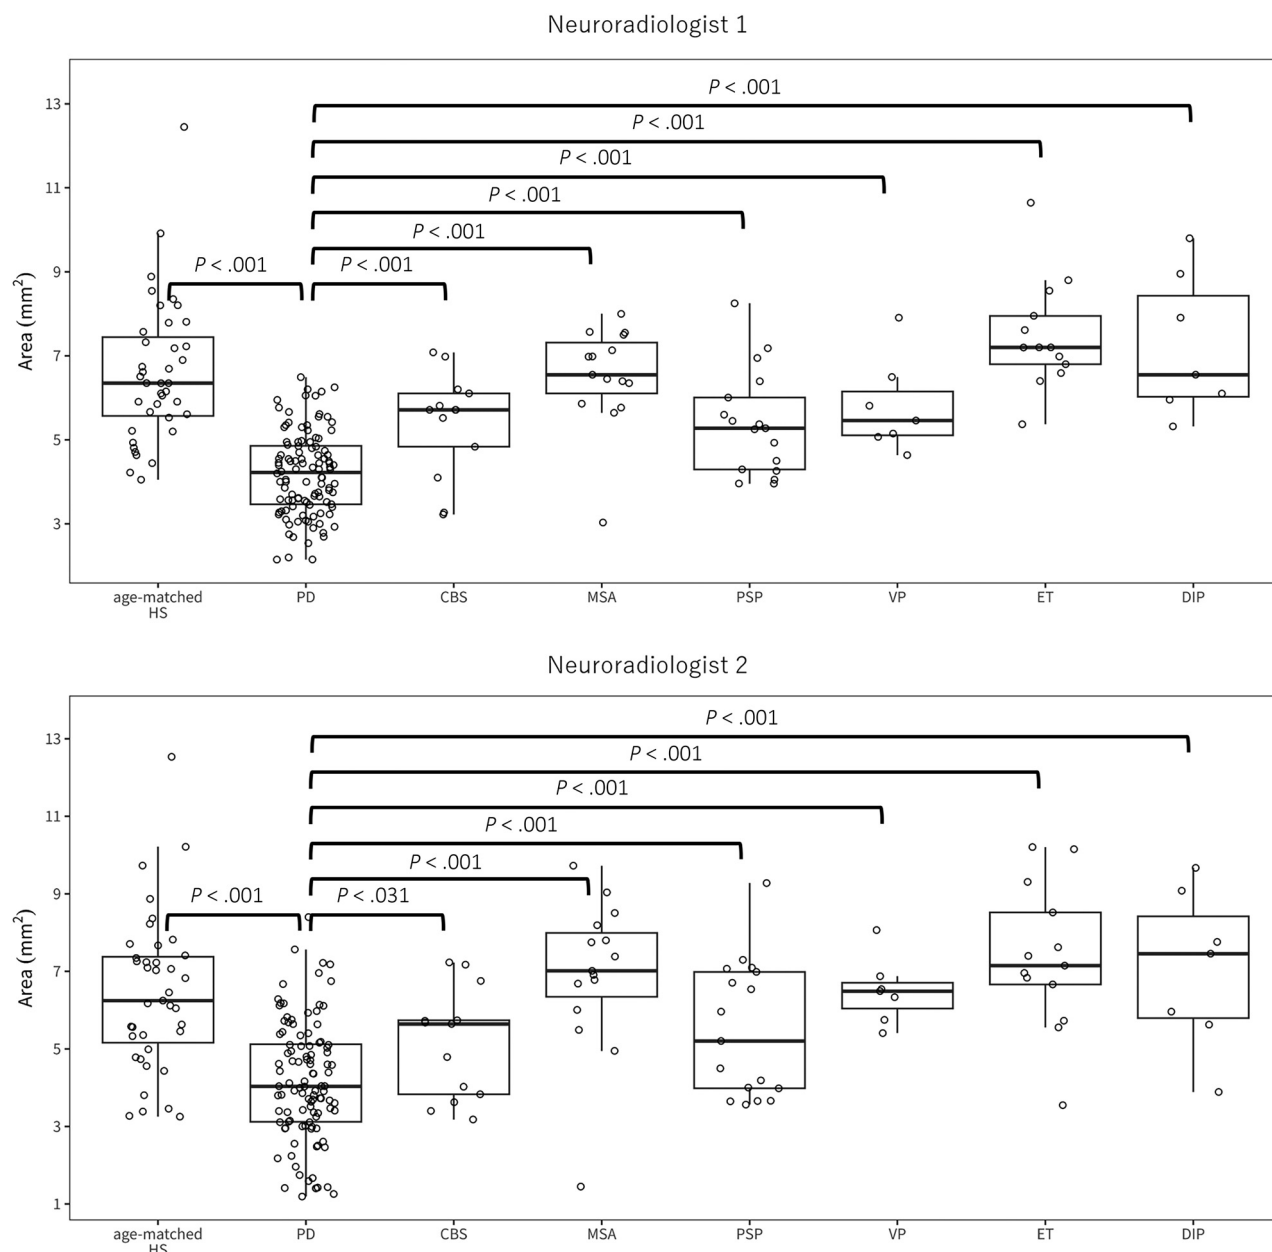 Neuroradiologist 1
Area (mm²)
13
11
9
7
5
3
P < .001
P < .001
P < .001
P < .001
P < .001
P < .001
P < .001
age-matched HS PD CBS MSA PSP VP ET DIP
Neuroradiologist 2
Area (mm²)
13
11
9
7
5
3
1
P < .001
P < .001
P < .001
P < .001
P < .001
P < .001
P < .031
age-matched HS PD CBS MSA PSP VP ET DIP